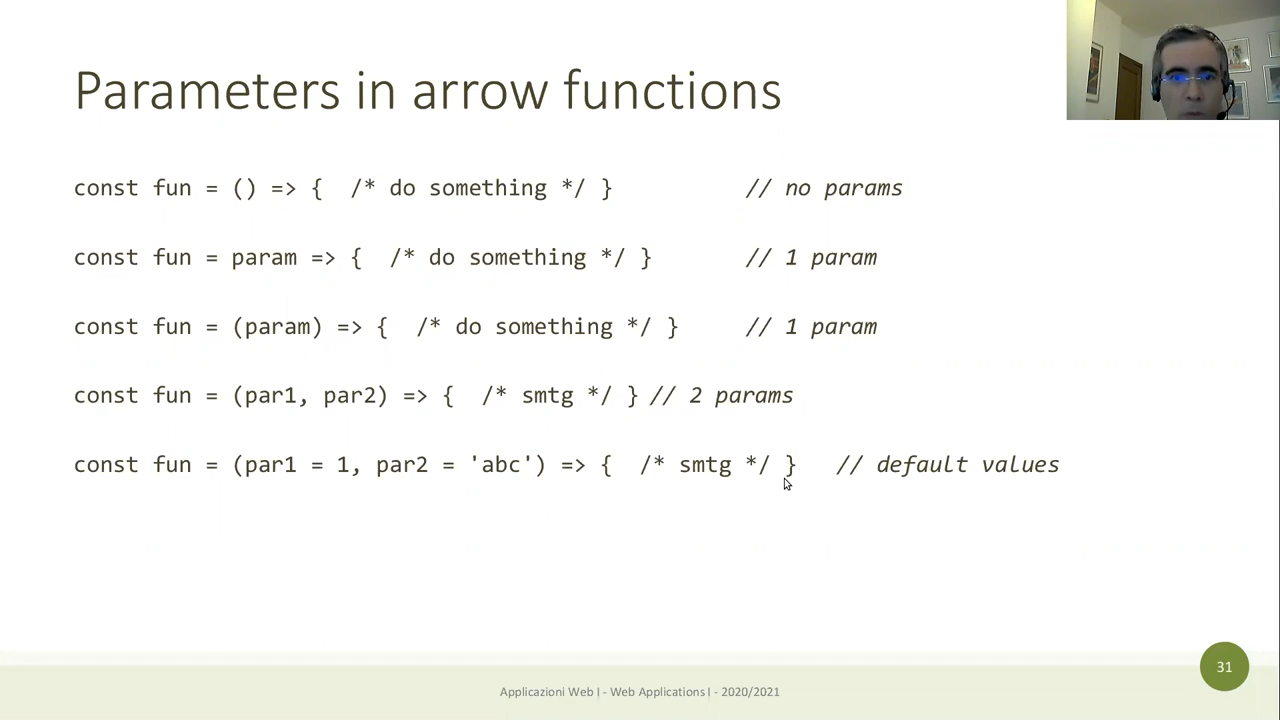 Parameters in arrow functions
const fun = () => {  /* do something */ }          // no params
const fun = param => {  /* do something */ }       // 1 param
const fun = (param) => {  /* do something */ }     // 1 param
const fun = (par1, par2) => {  /* smtg */ } // 2 params
const fun = (par1 = 1, par2 = 'abc') => {  /* smtg */ }   // default values
31
Applicazioni Web I - Web Applications I - 2020/2021